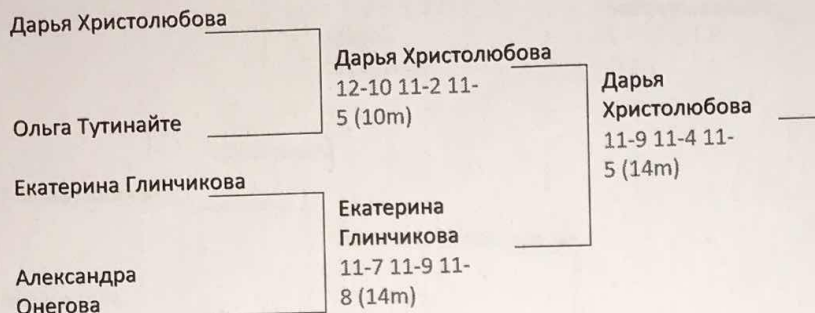 Дарья Христолюбова
Ольга Тутинайте
Екатерина Глинчикова
Александра
Онегова
Дарья Христолюбова
12-10 11-2 11-
5 (10m)
Екатерина
Глинчикова
11-7 11-9 11-
8 (14m)
Дарья
Христолюбова
11-9 11-4 11-
5 (14m)